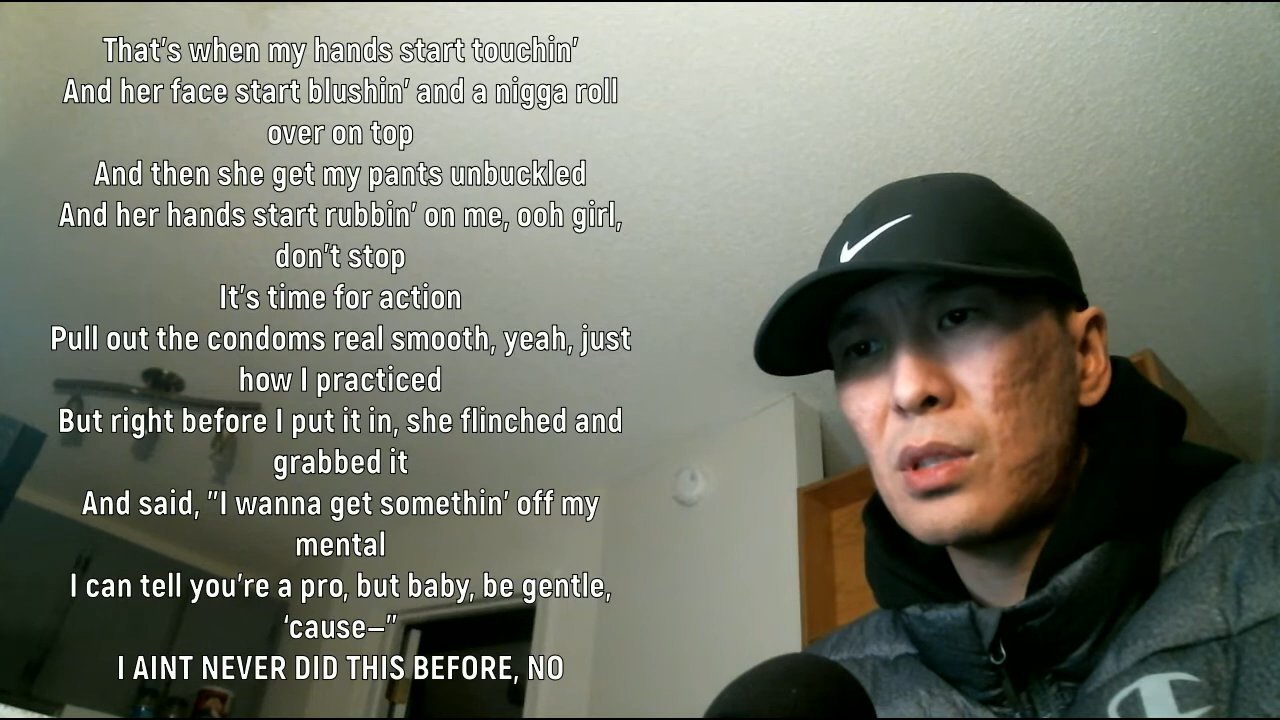 That's when my hands start touchin'
And her face start blushin' and a nigga roll
over on top
And then she get my pants unbuckled
And her hands start rubbin' on me, ooh girl,
don't stop
It's time for action
Pull out the condoms real smooth, yeah, just
how I practiced
But right before I put it in, she flinched and
grabbed it
And said, "I wanna get somethin' off my
mental
I can tell you're a pro, but baby, be gentle,
'cause–"
I AINT NEVER DID THIS BEFORE, NO